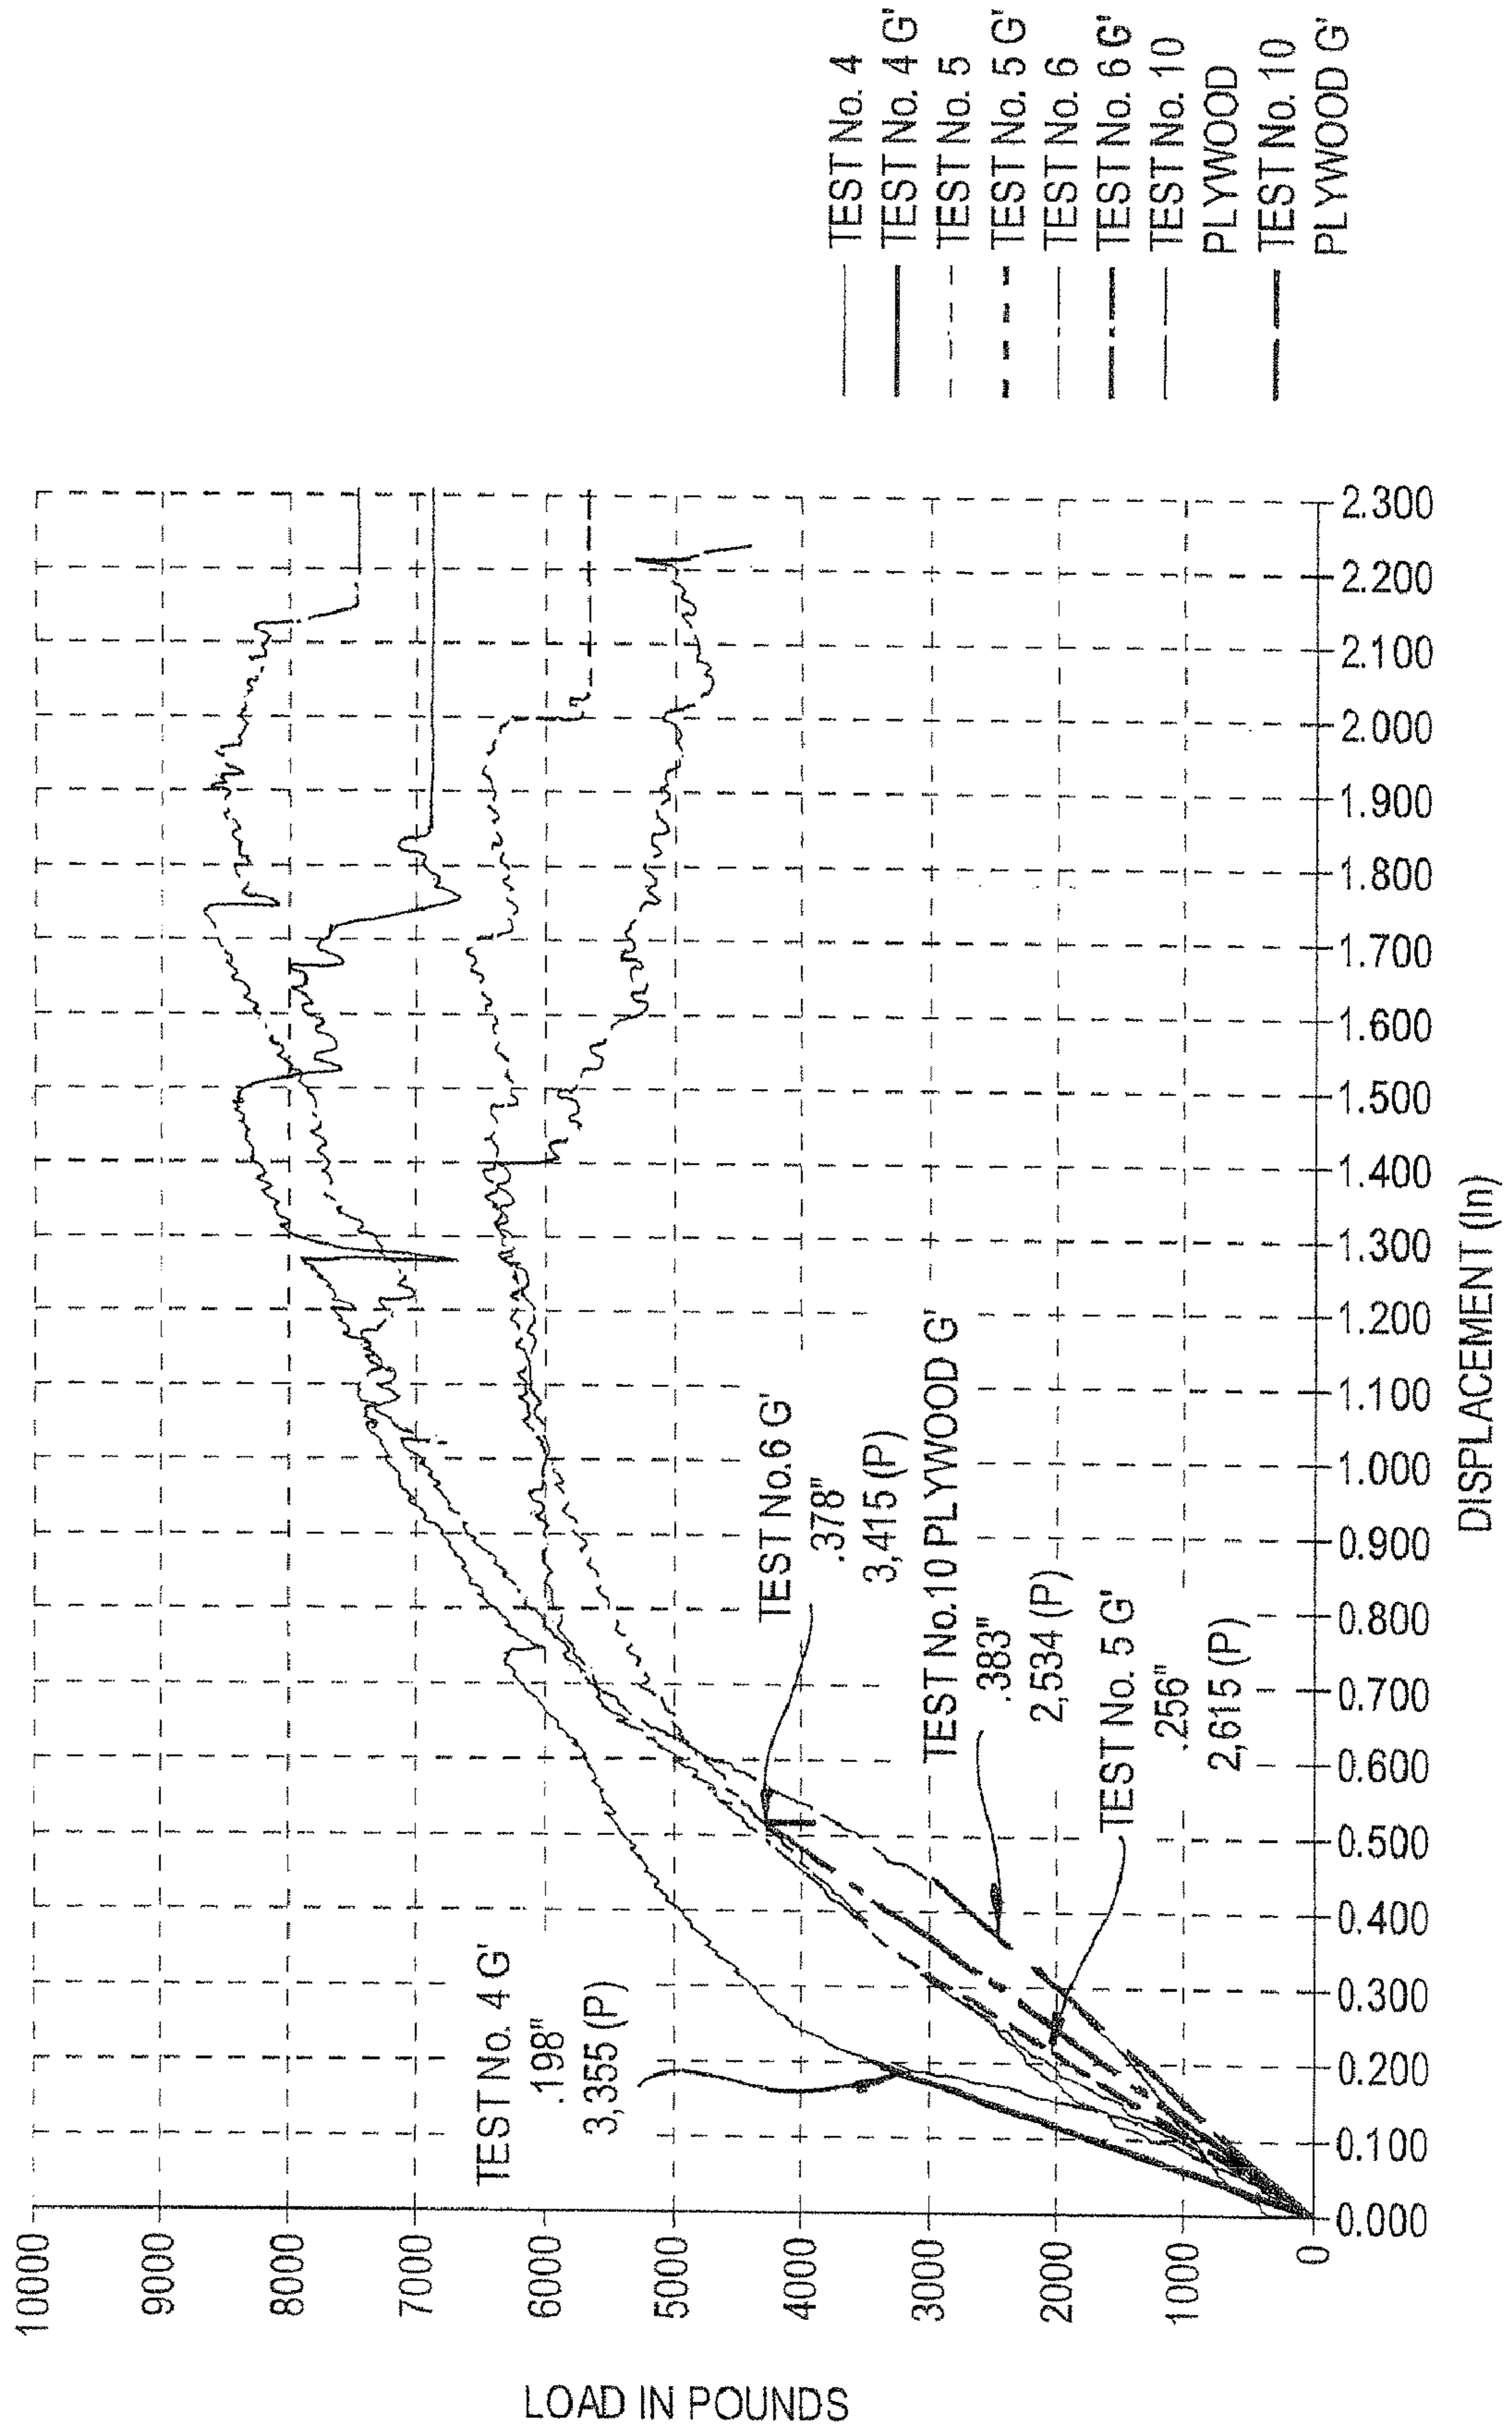 LOAD IN POUNDS
10000
9000
8000
7000
6000
5000
4000
3000
2000
1000
0
0.000
0.100
0.200
0.300
0.400
0.500
0.600
0.700
0.800
0.900
1.000
1.100
1.200
1.300
1.400
1.500
1.600
1.700
1.800
1.900
2.000
2.100
2.200
2.300
DISPLACEMENT (In)
TEST No. 4 G'
.198"
3,355 (P)
TEST No.6 G'
.378"
3,415 (P)
TEST No.10 PLYWOOD G'
.383"
2,534 (P)
TEST No. 5 G'
.256"
2,615 (P)
TEST No. 4
TEST No. 4 G'
TEST No. 5
TEST No. 5 G'
TEST No. 6
TEST No. 6 G'
TEST No. 10
PLYWOOD
TEST No. 10
PLYWOOD G'